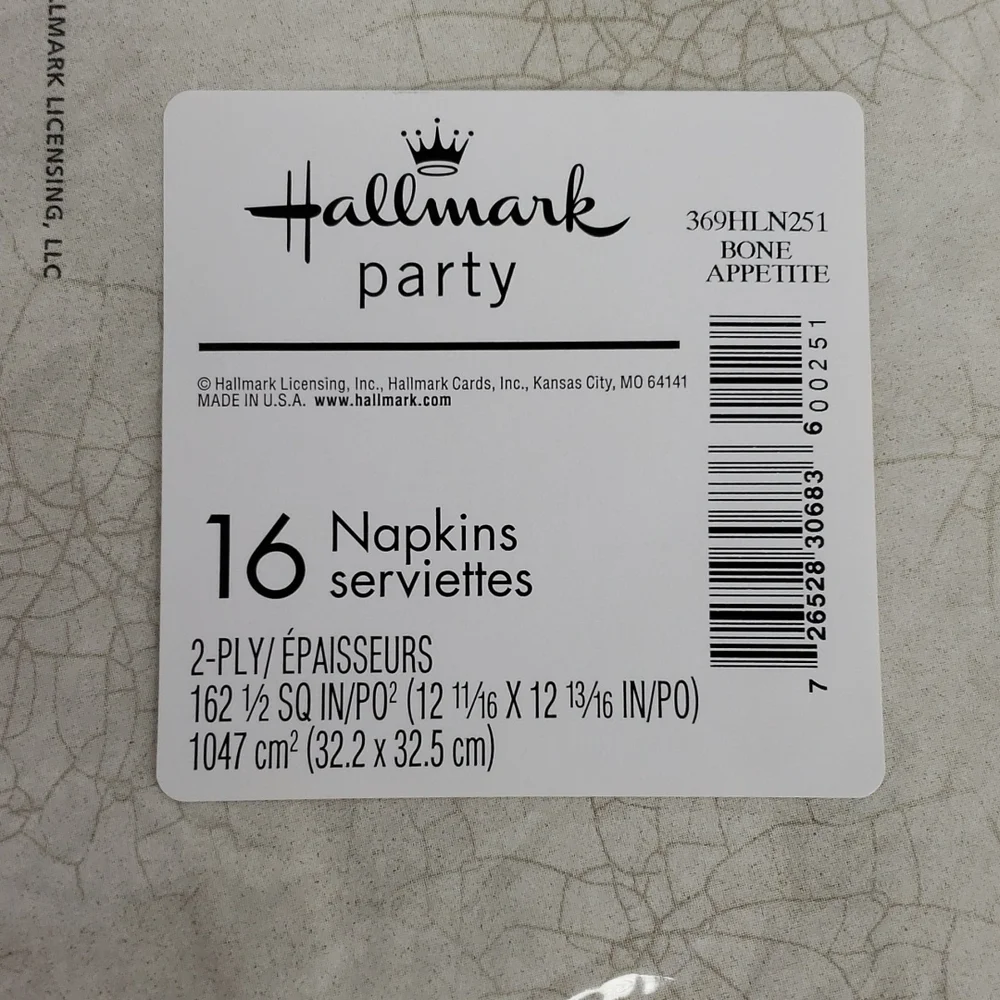 LMARK LICENSING, LLC
Hallmark
party
369HLN251
BONE
APPETITE
© Hallmark Licensing, Inc., Hallmark Cards, Inc., Kansas City, MO 64141
MADE IN U.S.A. www.hallmark.com
16 Napkins
serviettes
2-PLY/ ÉPAISSEURS
162 ½ SQ IN/PO² (12 11/16 X 12 13/16 IN/PO)
1047 cm² (32.2 x 32.5 cm)
7 26528 30683 6 00251